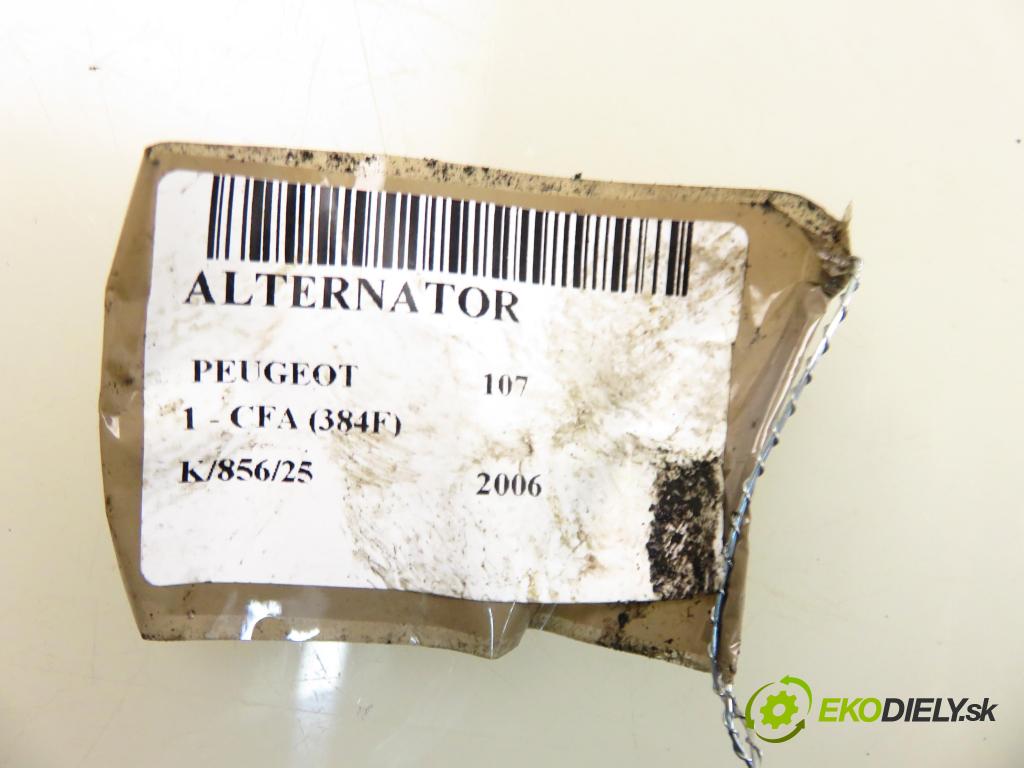 ALTERNATOR
PEUGEOT 107
1 - CFA (384F)
K/856/25 2006
EKODIELY.sk